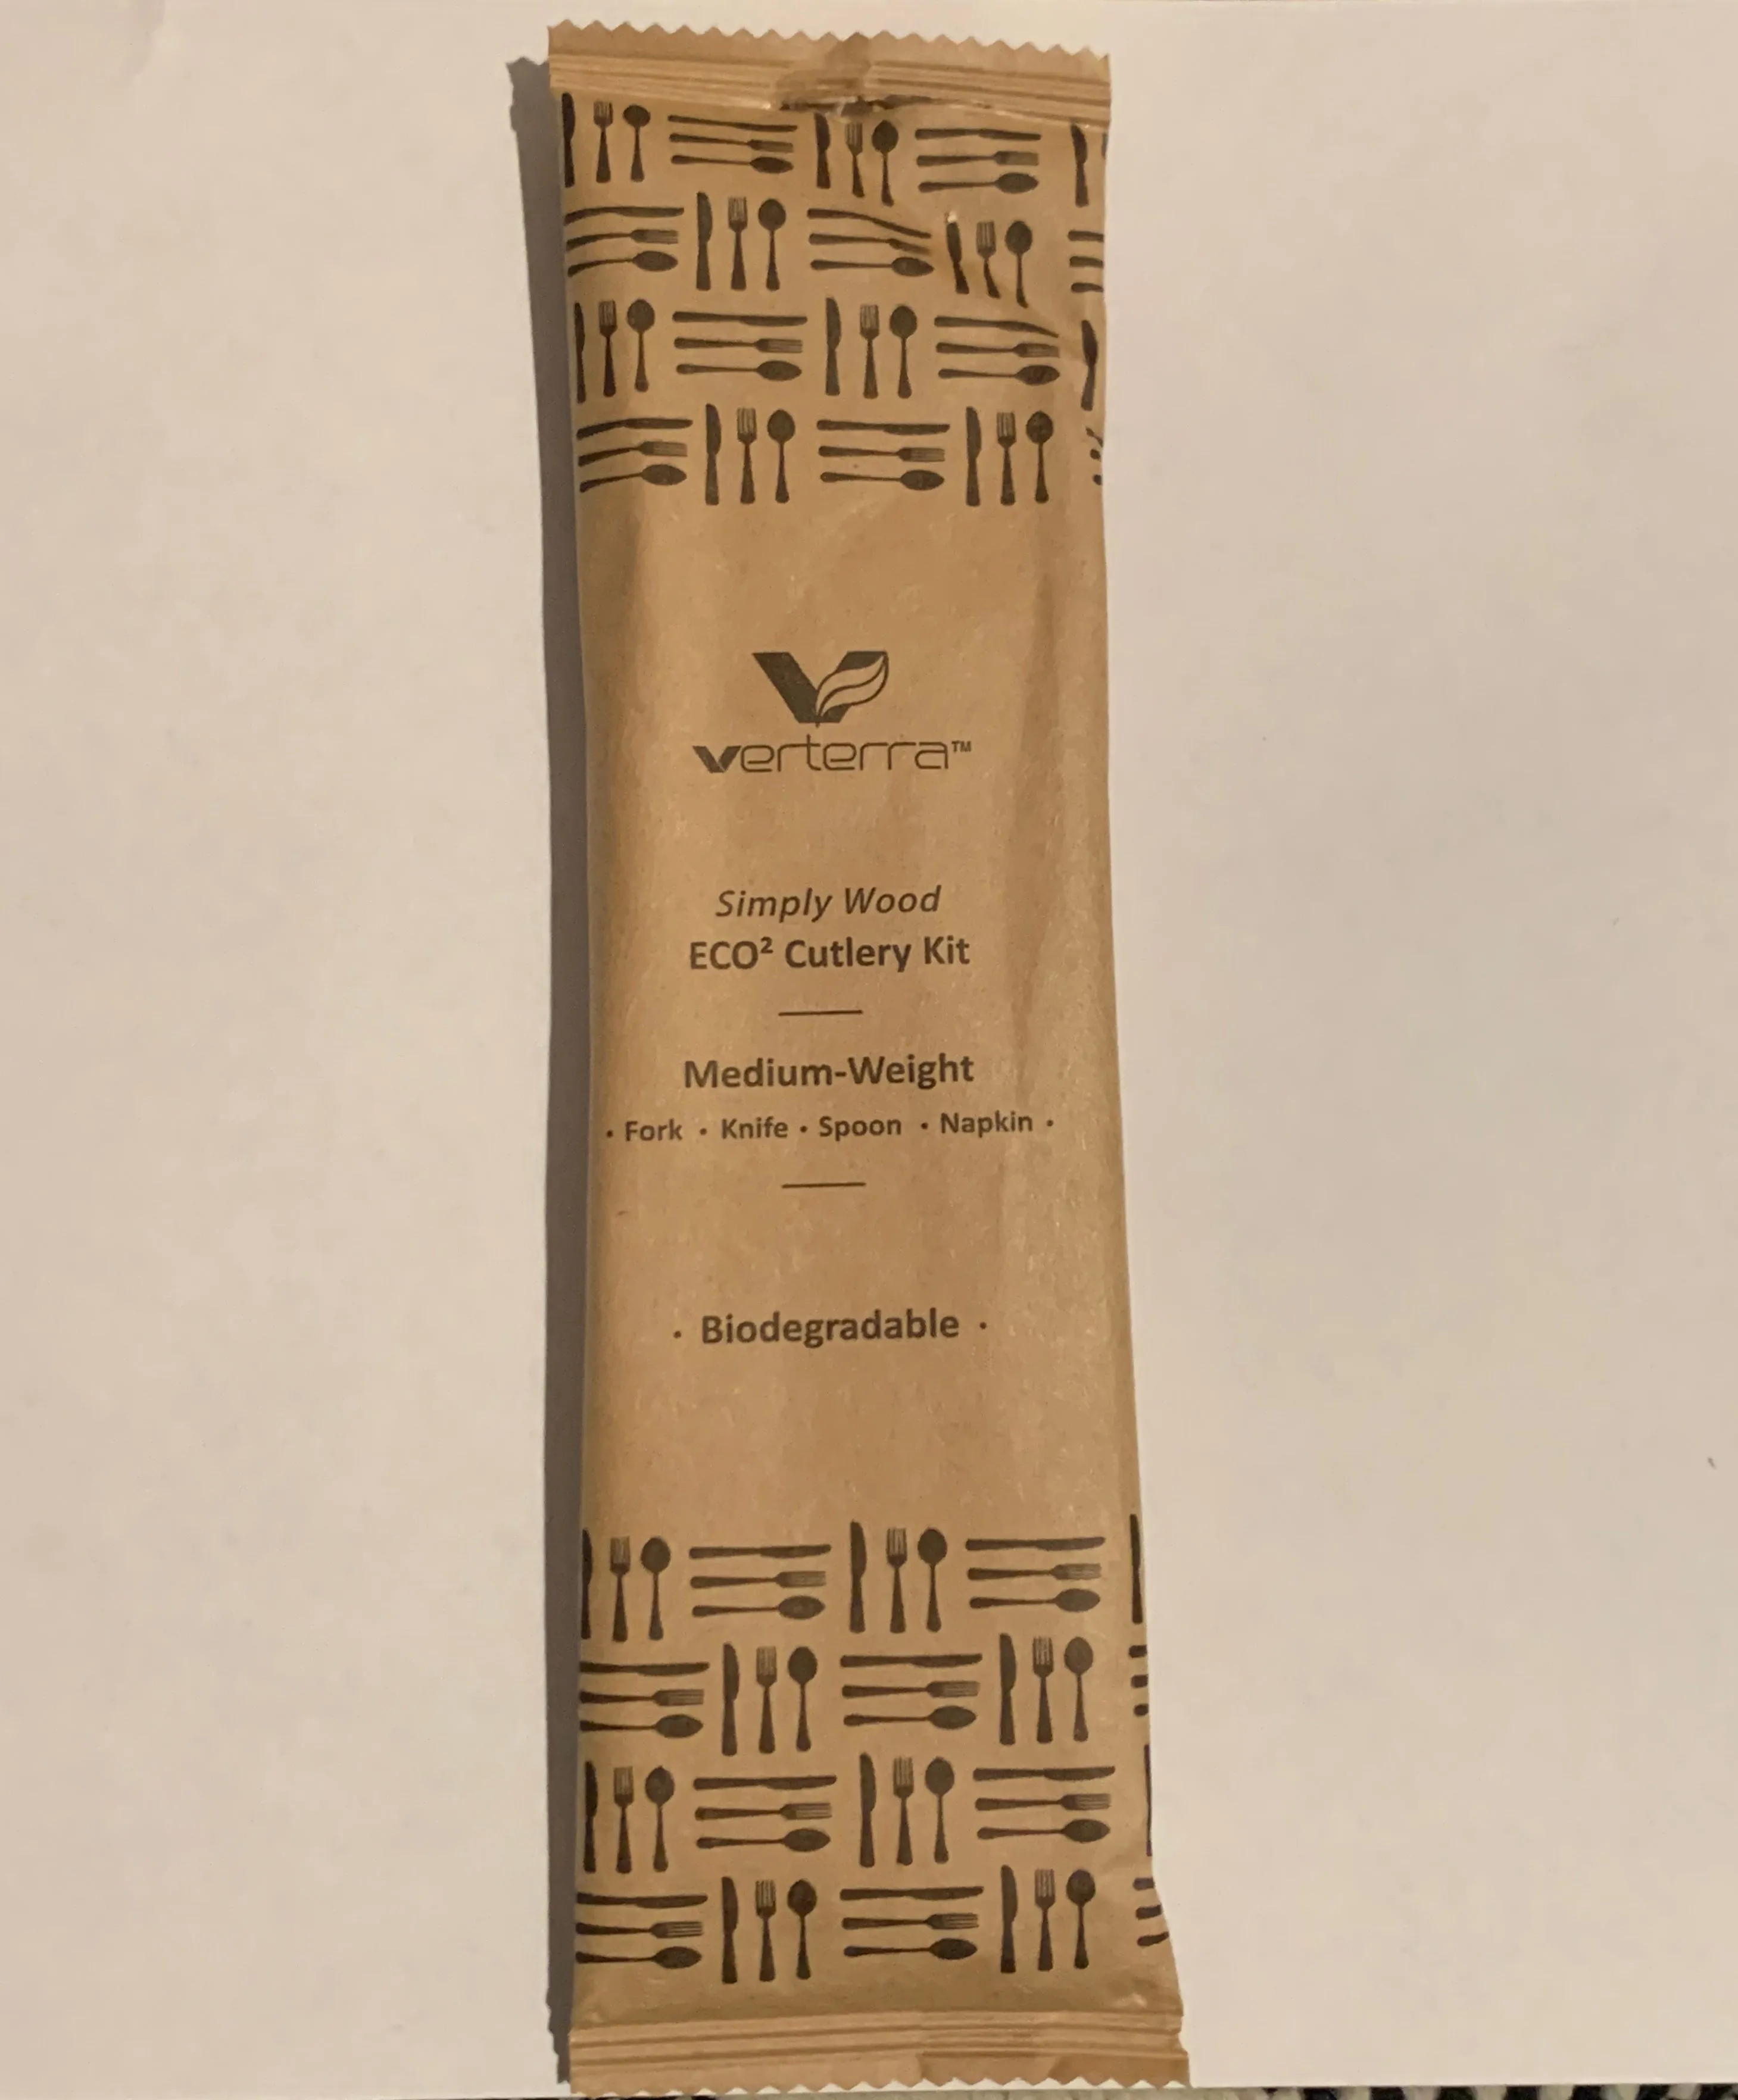 verterra™
Simply Wood
ECO² Cutlery Kit
Medium-Weight
· Fork · Knife · Spoon · Napkin ·
· Biodegradable ·